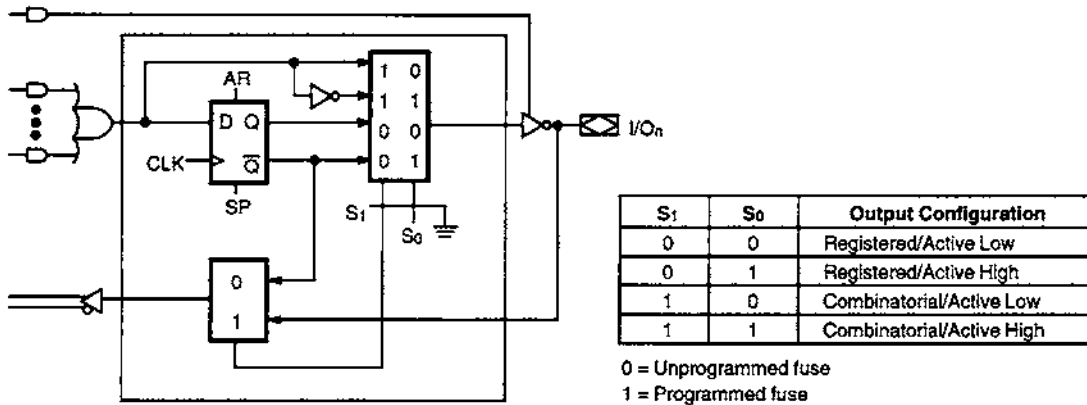 AR
D Q
CLK
Q
SP
1 0
1 1
0 0
0 1
S1
S0
I/On
0
1
S1 S0 Output Configuration
0 0 Registered/Active Low
0 1 Registered/Active High
1 0 Combinatorial/Active Low
1 1 Combinatorial/Active High
0 = Unprogrammed fuse
1 = Programmed fuse